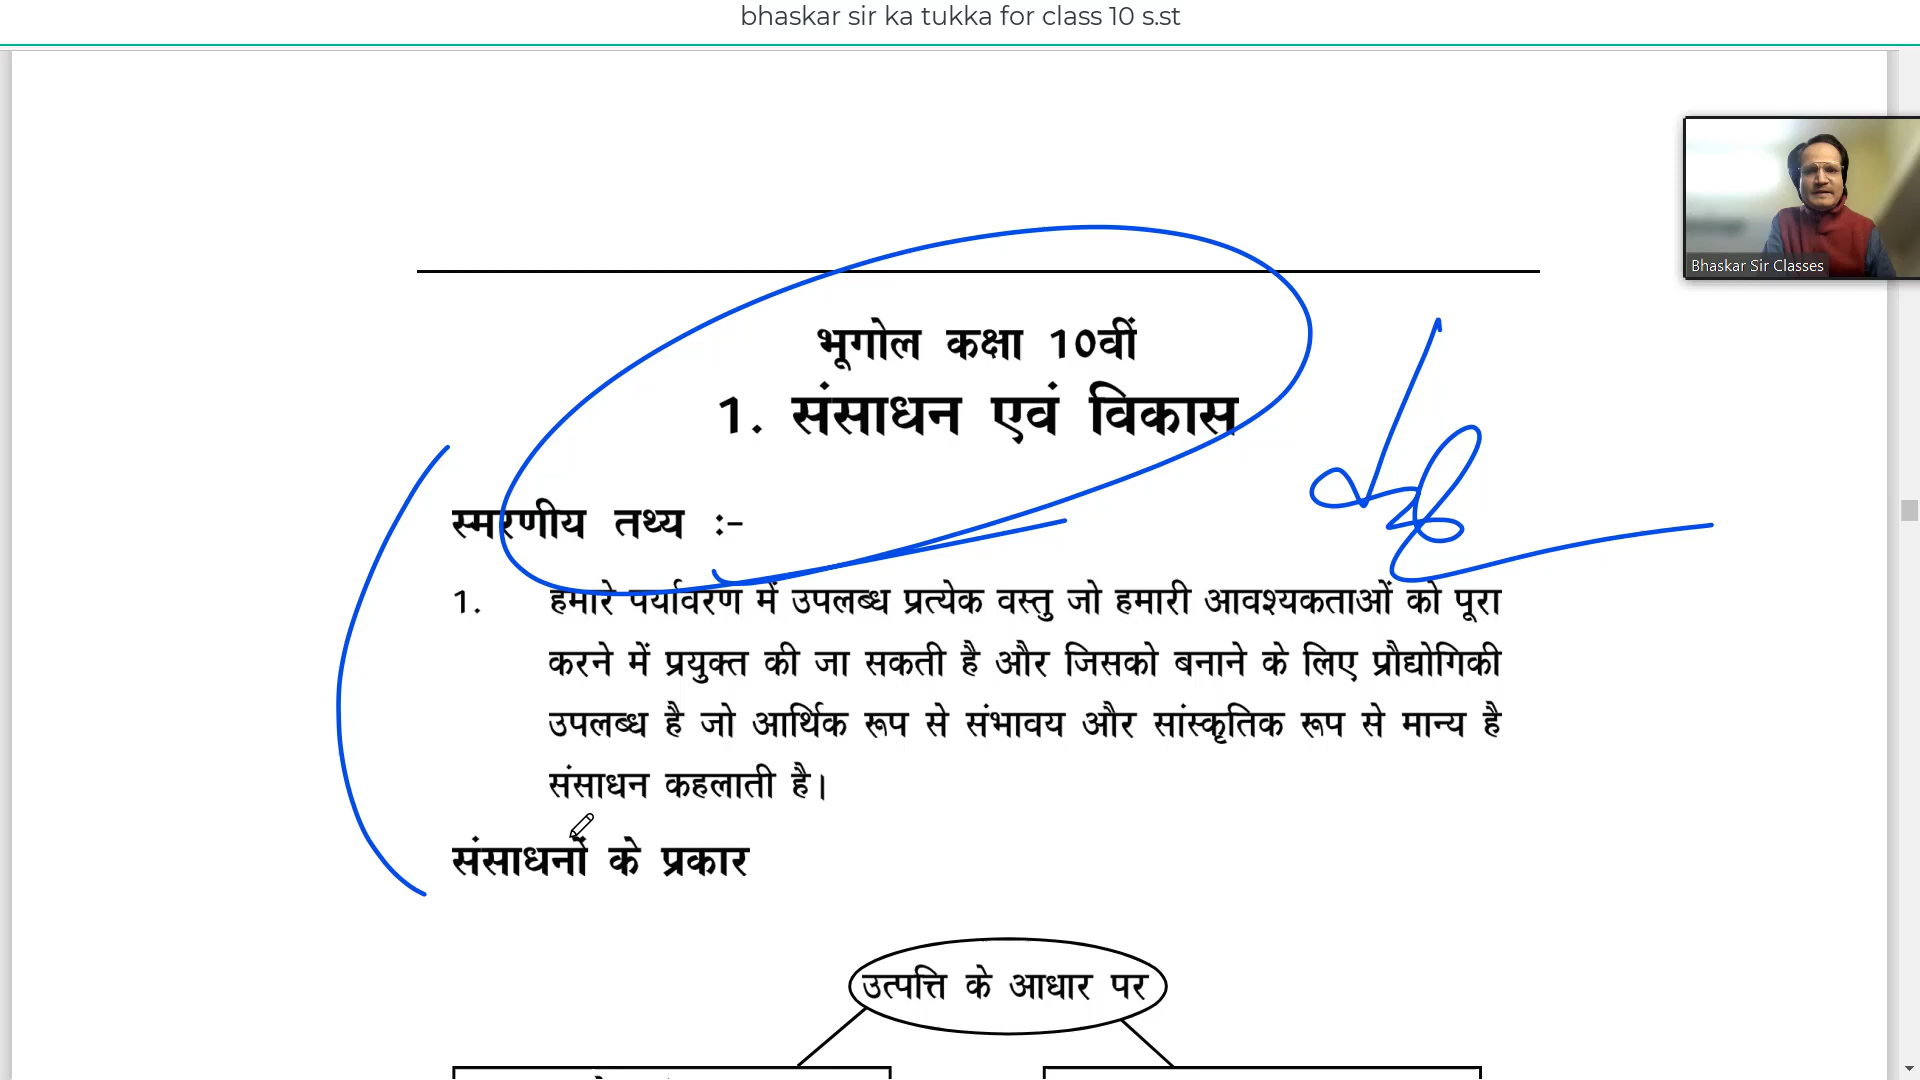 bhaskar sir ka tukka for class 10 s.st
Bhaskar Sir Classes
भूगोल कक्षा 10वीं
1. संसाधन एवं विकास
स्मरणीय तथ्य :-
1. हमारे पर्यावरण में उपलब्ध प्रत्येक वस्तु जो हमारी आवश्यकताओं को पूरा
करने में प्रयुक्त की जा सकती है और जिसको बनाने के लिए प्रौद्योगिकी
उपलब्ध है जो आर्थिक रूप से संभावय और सांस्कृतिक रूप से मान्य है
संसाधन कहलाती है।
संसाधनों के प्रकार
उत्पत्ति के आधार पर